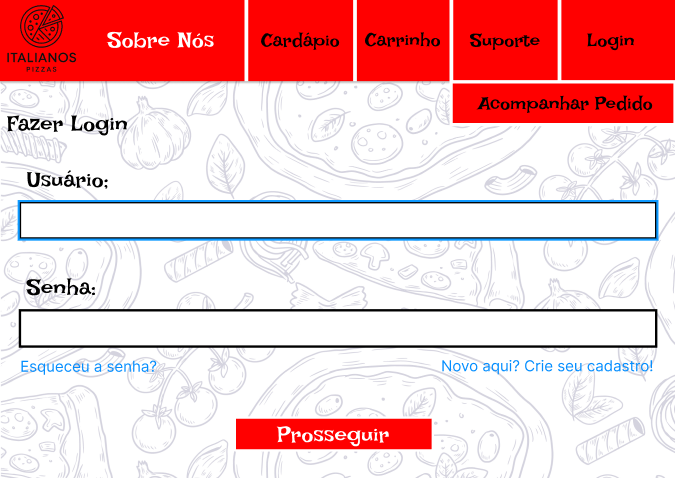 ITALIANOS
PIZZAS
Sobre Nós
Cardápio
Carrinho
Suporte
Login
Acompanhar Pedido
Fazer Login
Usuário:
Senha:
Esqueceu a senha?
Novo aqui? Crie seu cadastro!
Prosseguir